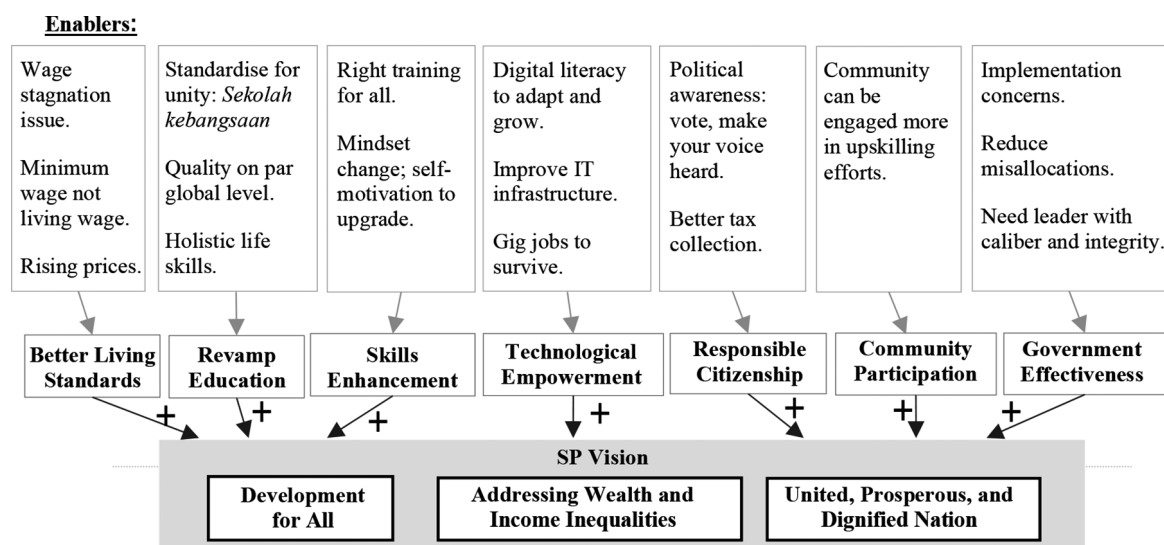 Enablers:
Wage
stagnation
issue.
Minimum
wage not
living wage.
Rising prices.
Standardise for
unity: Sekolah
kebangsaan
Quality on par
global level.
Holistic life
skills.
Right training
for all.
Mindset
change; self-
motivation to
upgrade.
Digital literacy
to adapt and
grow.
Improve IT
infrastructure.
Gig jobs to
survive.
Political
awareness:
vote, make
your voice
heard.
Better tax
collection.
Community
can be
engaged more
in upskilling
efforts.
Implementation
concerns.
Reduce
misallocations.
Need leader with
caliber and integrity.
Better Living
Standards
Revamp
Education
Skills
Enhancement
Technological
Empowerment
Responsible
Citizenship
Community
Participation
Government
Effectiveness
+ + + + + + +
SP Vision
Development
for All
Addressing Wealth and
Income Inequalities
United, Prosperous, and
Dignified Nation